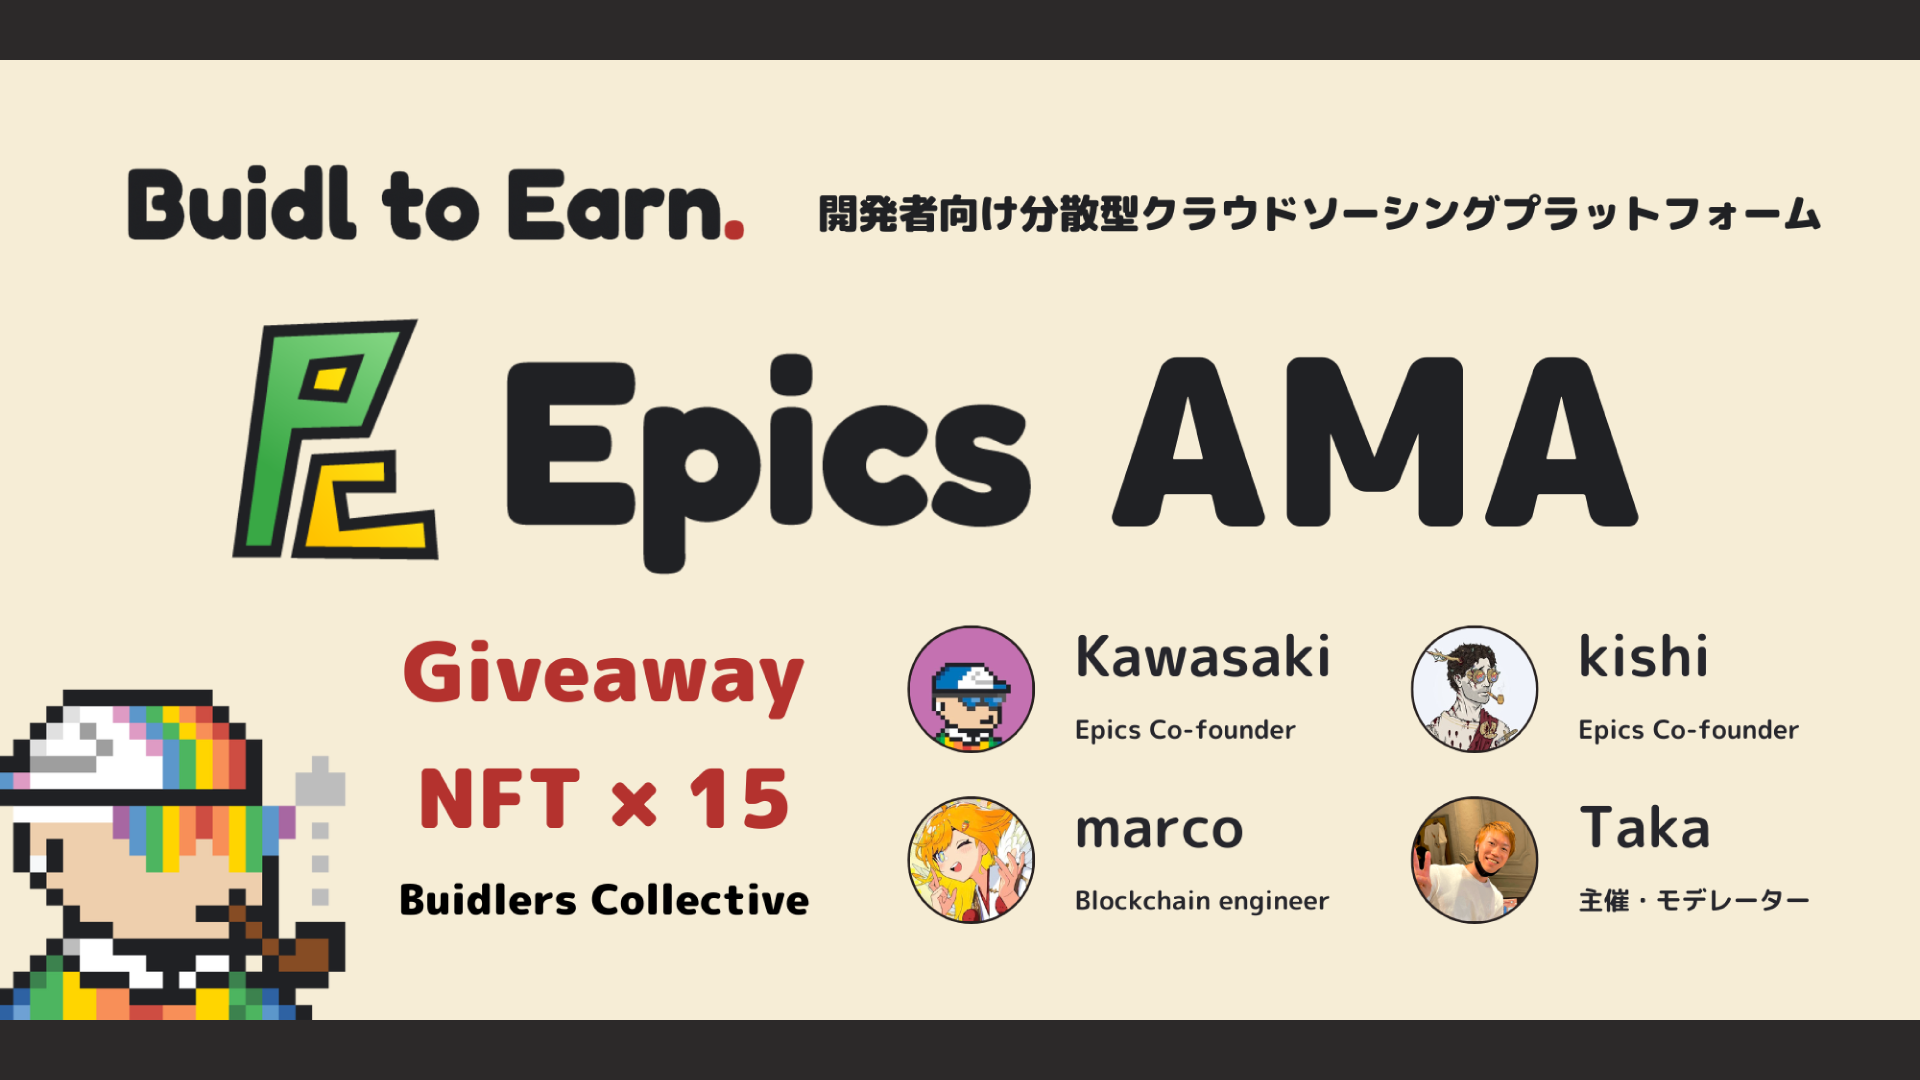 Buidl to Earn.
開発者向け分散型クラウドソーシングプラットフォーム
Epics AMA
Giveaway
NFT × 15
Buidlers Collective
Kawasaki
Epics Co-founder
kishi
Epics Co-founder
marco
Blockchain engineer
Taka
主催・モデレーター